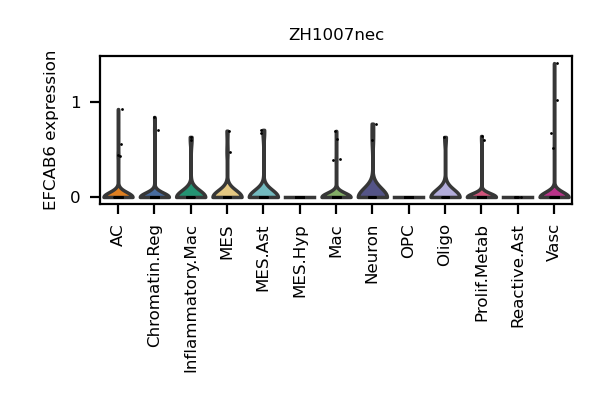 ZH1007nec
EFCAB6 expression
1
0
AC
Chromatin.Reg
Inflammatory.Mac
MES
MES.Ast
MES.Hyp
Mac
Neuron
OPC
Oligo
Prolif.Metab
Reactive.Ast
Vasc